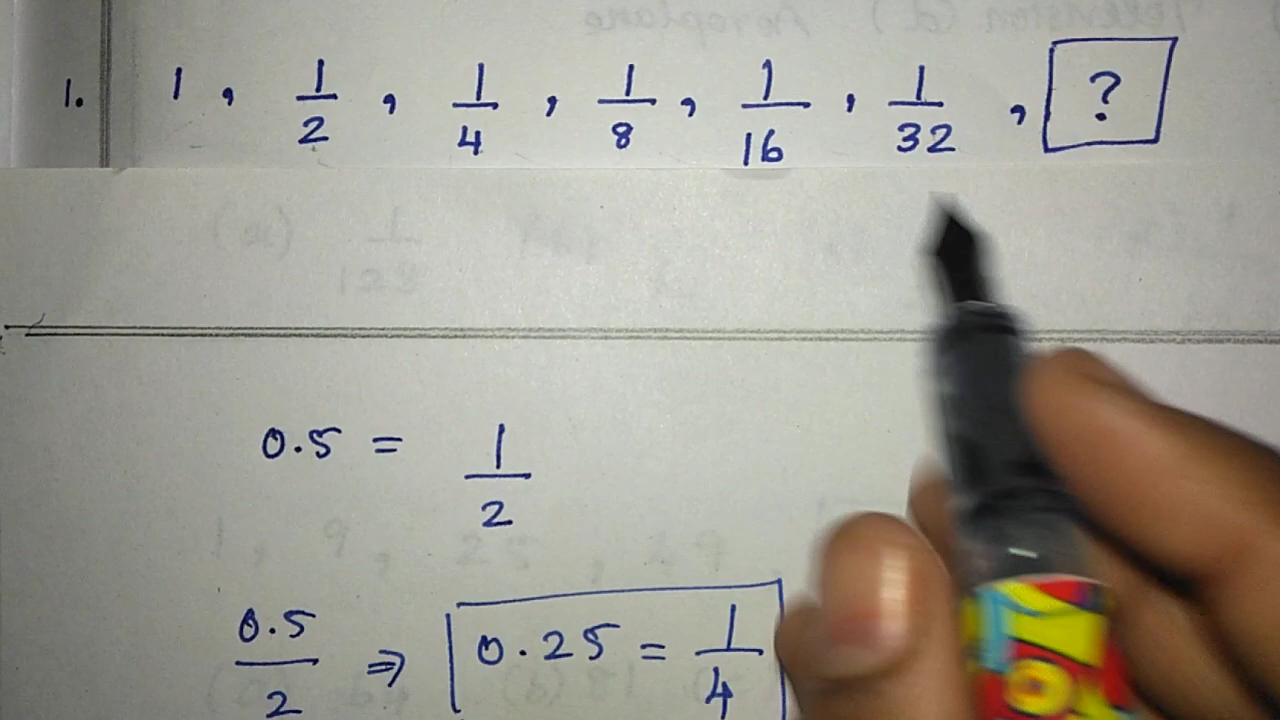 1. 1, 1/2, 1/4, 1/8, 1/16, 1/32, ?
0.5 = 1/2
0.5/2 ⇒ 0.25 = 1/4